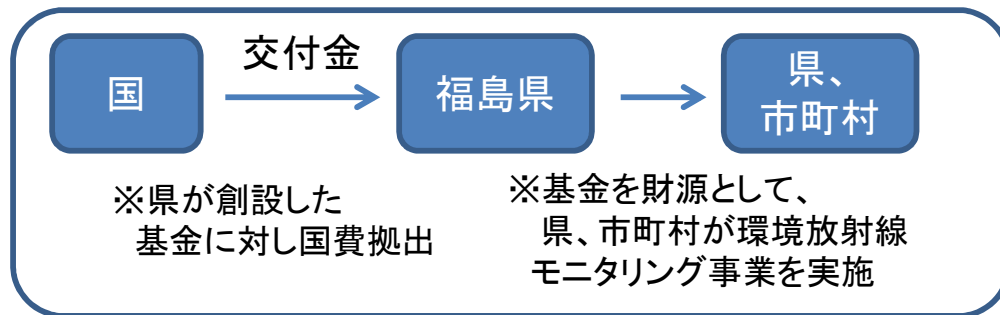 国
交付金
福島県
県、
市町村
※県が創設した
基金に対し国費拠出
※基金を財源として、
県、市町村が環境放射線
モニタリング事業を実施